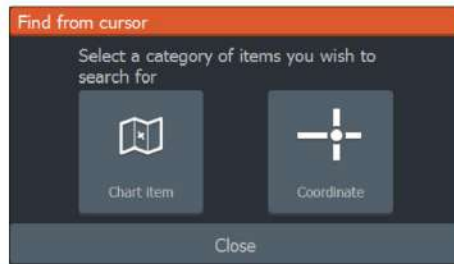 Find from cursor
Select a category of items you wish to
search for
Chart item
Coordinate
Close